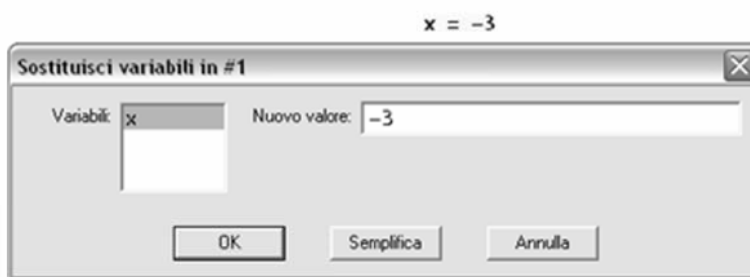 x = -3
Sostituisci variabili in #1
Variabili: x Nuovo valore: -3
OK Semplifica Annulla